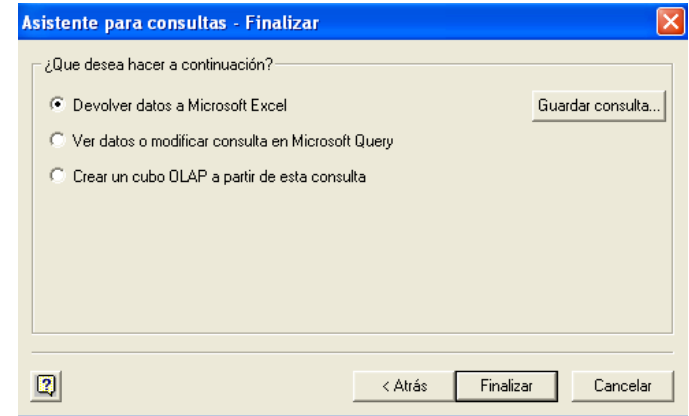 Asistente para consultas - Finalizar
¿Que desea hacer a continuación?
Devolver datos a Microsoft Excel
Guardar consulta...
Ver datos o modificar consulta en Microsoft Query
Crear un cubo OLAP a partir de esta consulta
< Atrás
Finalizar
Cancelar